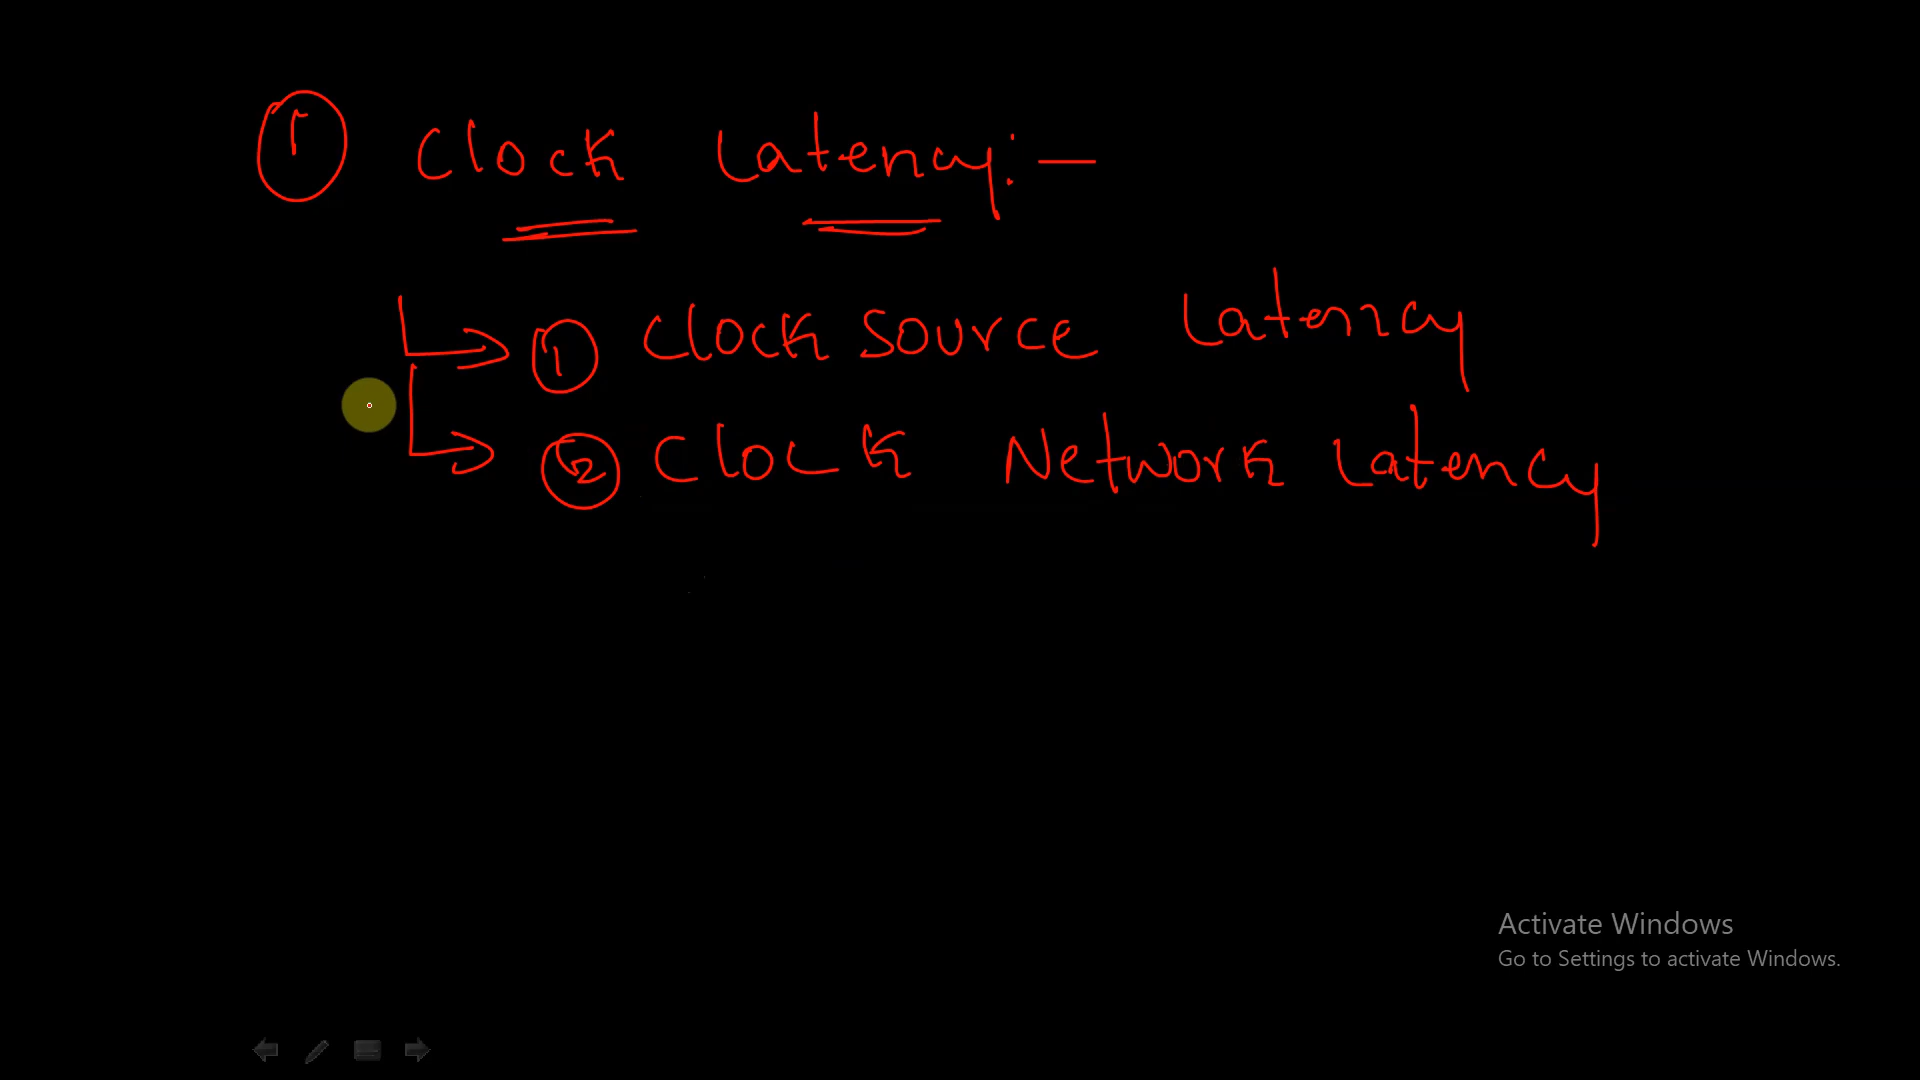 ① Clock Latency:—
① Clock Source Latency
② Clock Network Latency
Activate Windows
Go to Settings to activate Windows.